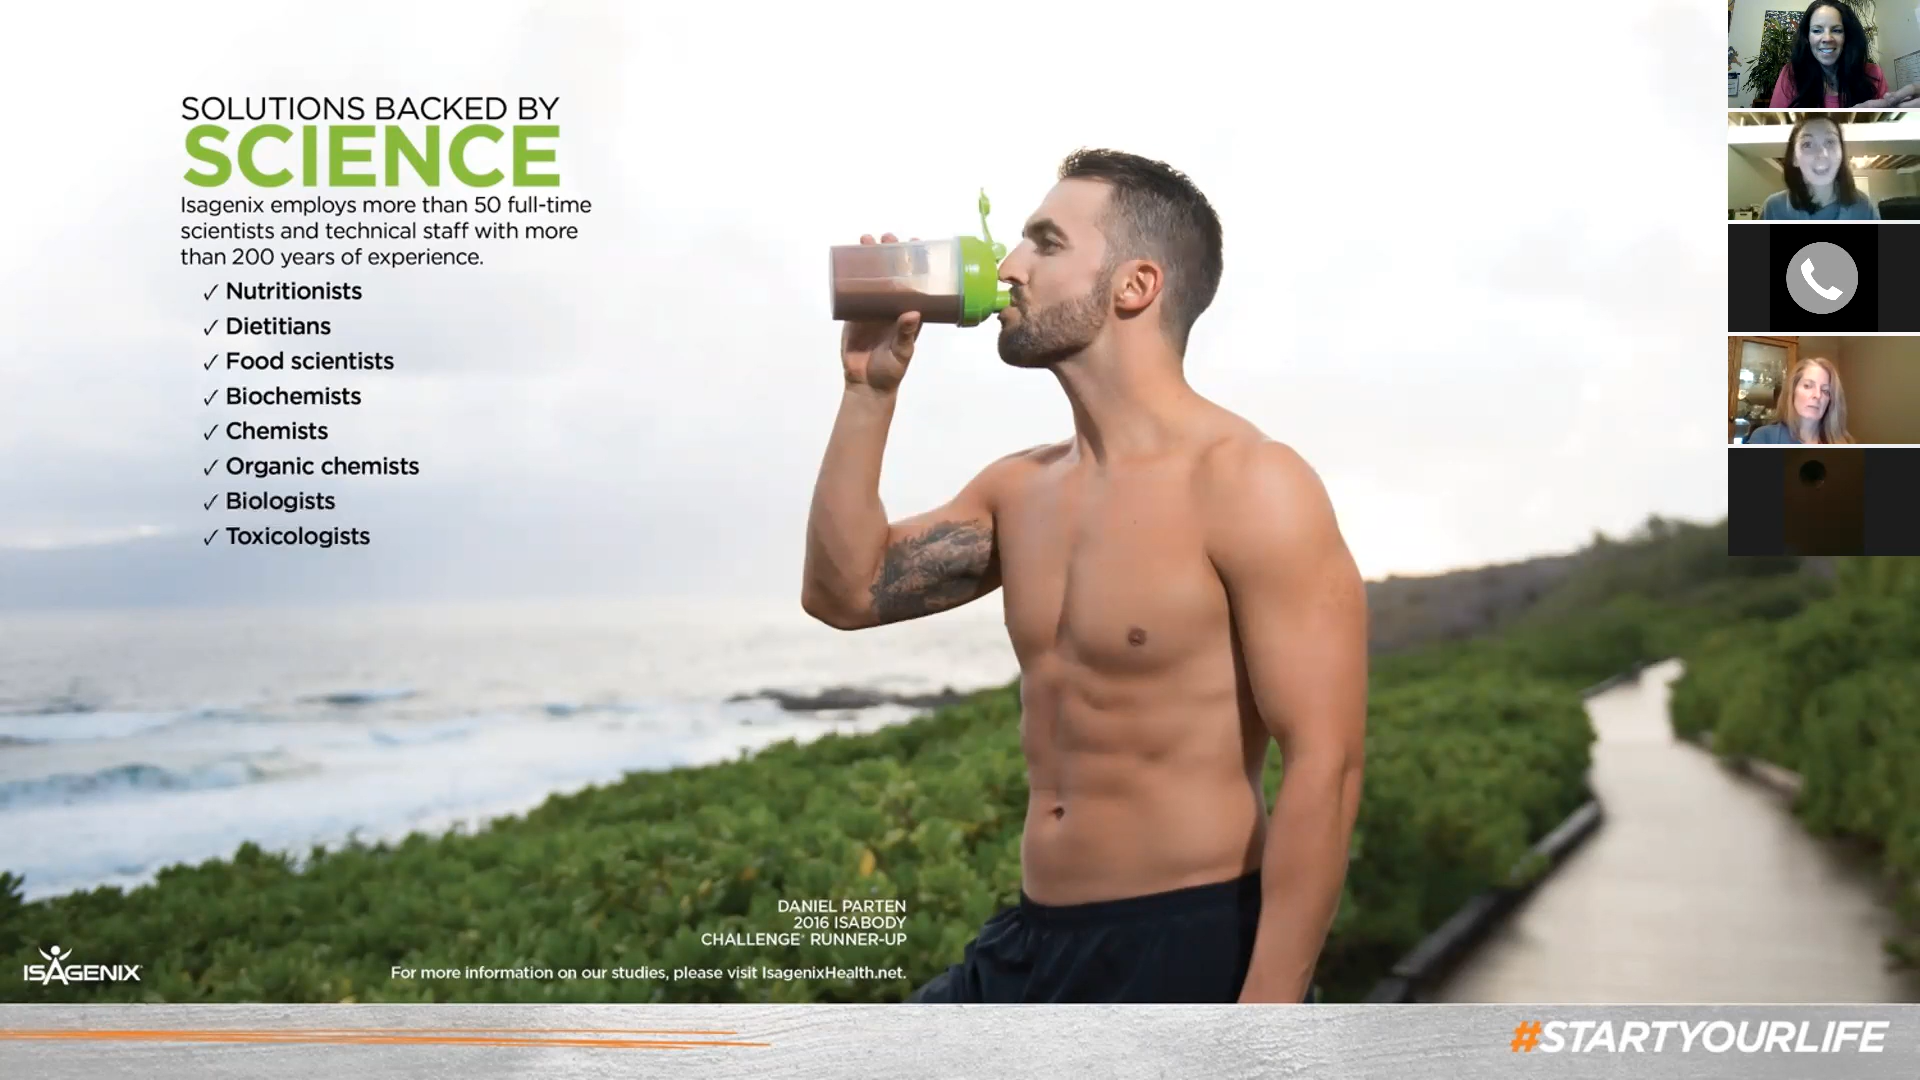 SOLUTIONS BACKED BY
SCIENCE
Isagenix employs more than 50 full-time
scientists and technical staff with more
than 200 years of experience.
✓ Nutritionists
✓ Dietitians
✓ Food scientists
✓ Biochemists
✓ Chemists
✓ Organic chemists
✓ Biologists
✓ Toxicologists
DANIEL PARTEN
2016 ISABODY
CHALLENGE® RUNNER-UP
For more information on our studies, please visit IsagenixHealth.net.
ISAGENIX
#STARTYOURLIFE